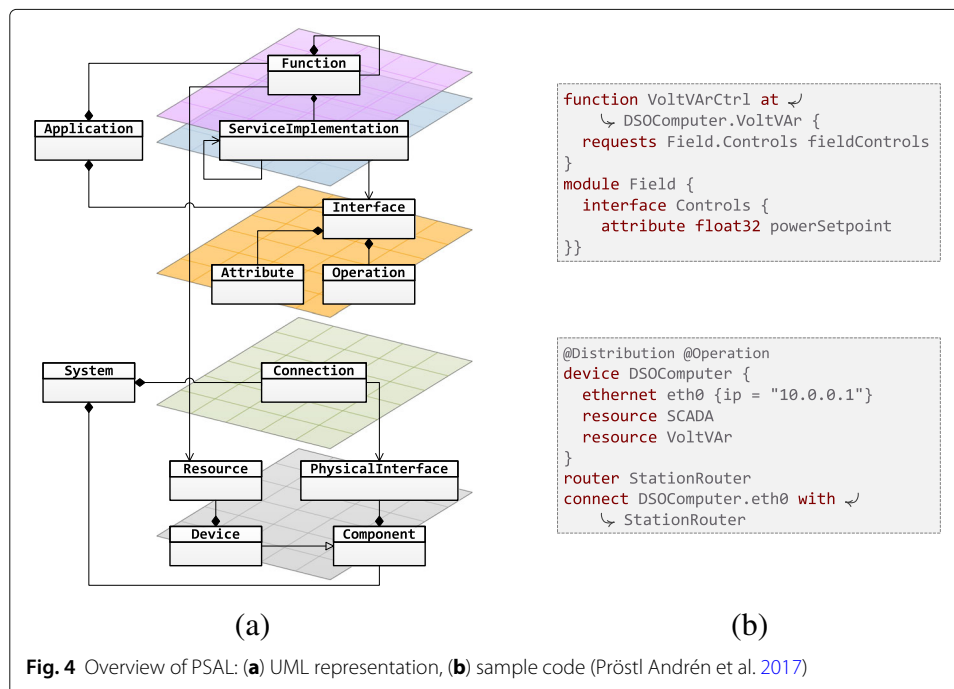 Function
Application
ServiceImplementation
Interface
Attribute
Operation
System
Connection
Resource
PhysicalInterface
Device
Component
(a)
function VoltVArCtrl at ⤶
⤷ DSOComputer.VoltVAr {
requests Field.Controls fieldControls
}
module Field {
interface Controls {
attribute float32 powerSetpoint
}}
@Distribution @Operation
device DSOComputer {
ethernet eth0 {ip = "10.0.0.1"}
resource SCADA
resource VoltVAr
}
router StationRouter
connect DSOComputer.eth0 with ⤶
⤷ StationRouter
(b)
Fig. 4 Overview of PSAL: (a) UML representation, (b) sample code (Pröstl Andrén et al. 2017)